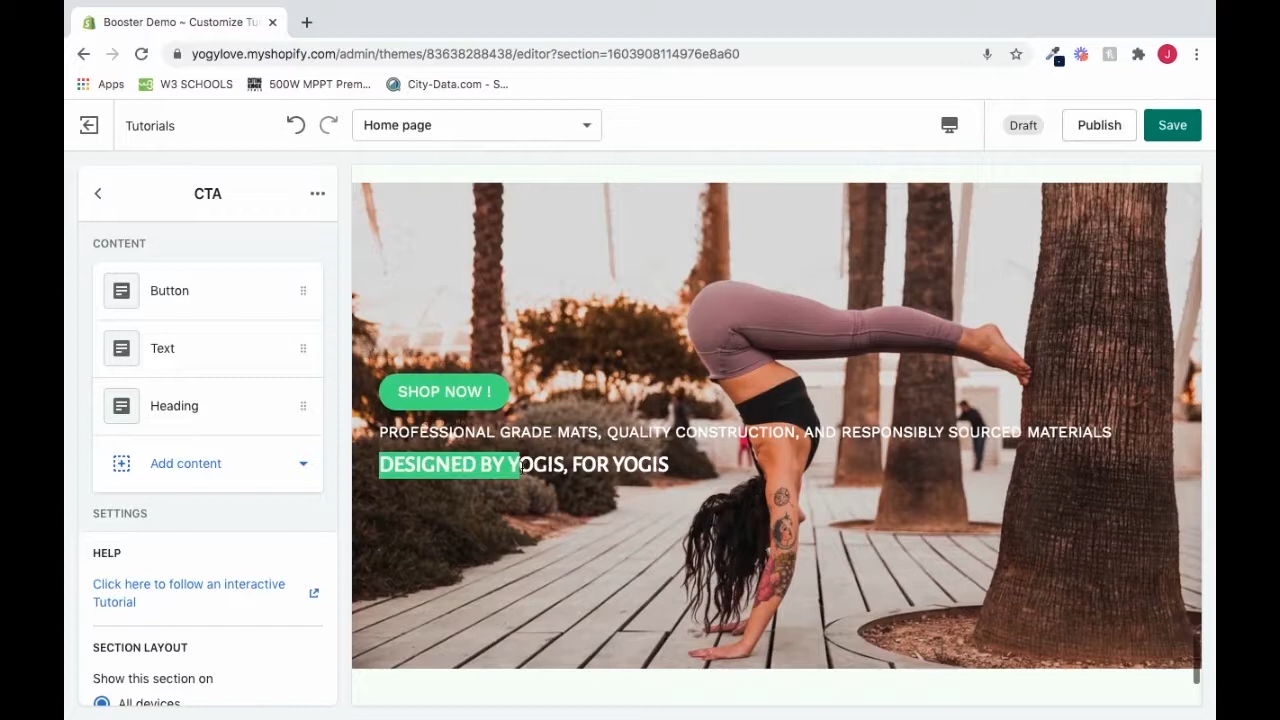 Booster Demo ~ Customize Tu
yogylove.myshopify.com/admin/themes/83638288438/editor?section=1603908114976e8a60
J
Apps
W3 SCHOOLS
500W MPPT Prem...
City-Data.com - S...
Tutorials
Home page
Draft
Publish
Save
CTA
CONTENT
Button
Text
Heading
Add content
SETTINGS
HELP
Click here to follow an interactive
Tutorial
SECTION LAYOUT
Show this section on
All devices
SHOP NOW !
PROFESSIONAL GRADE MATS, QUALITY CONSTRUCTION, AND RESPONSIBLY SOURCED MATERIALS
DESIGNED BY YOGIS, FOR YOGIS